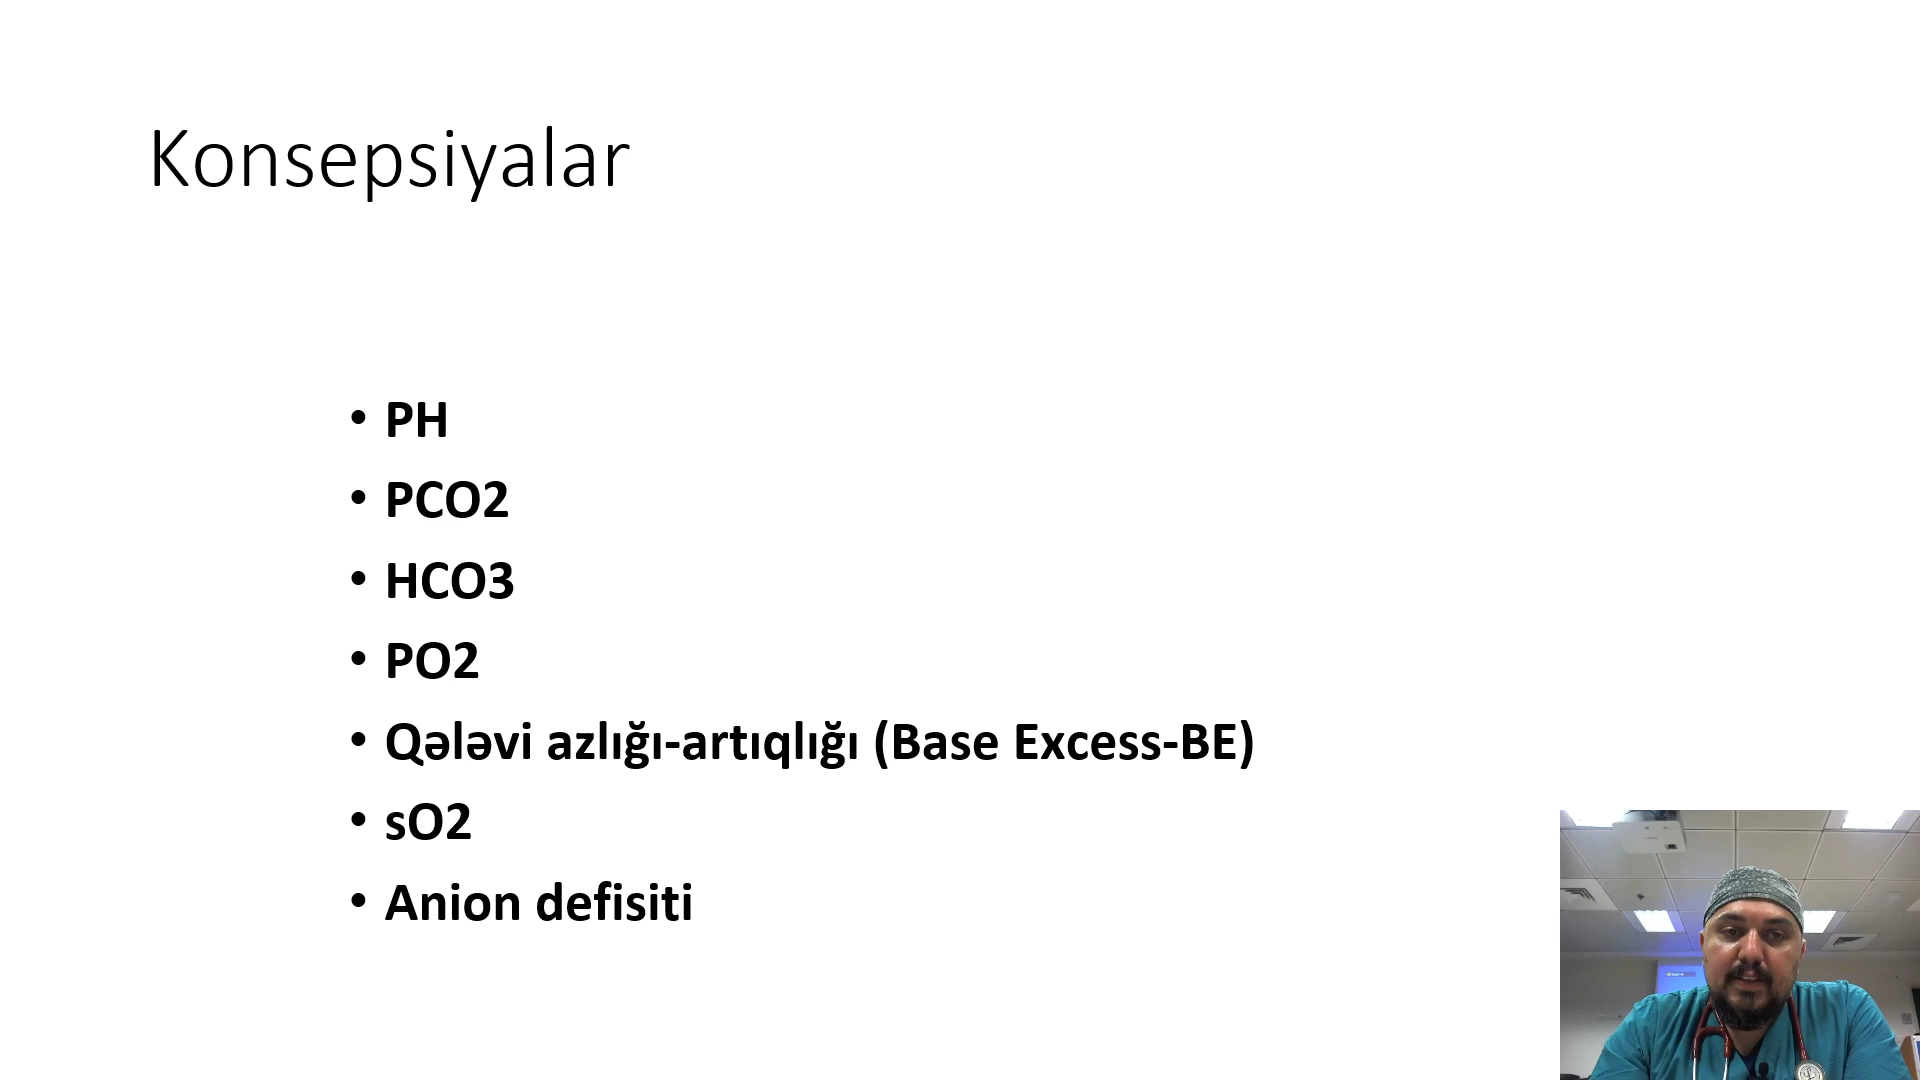 Konsepsiyalar
• PH
• PCO2
• HCO3
• PO2
• Qələvi azlığı-artıqlığı (Base Excess-BE)
• sO2
• Anion defisiti